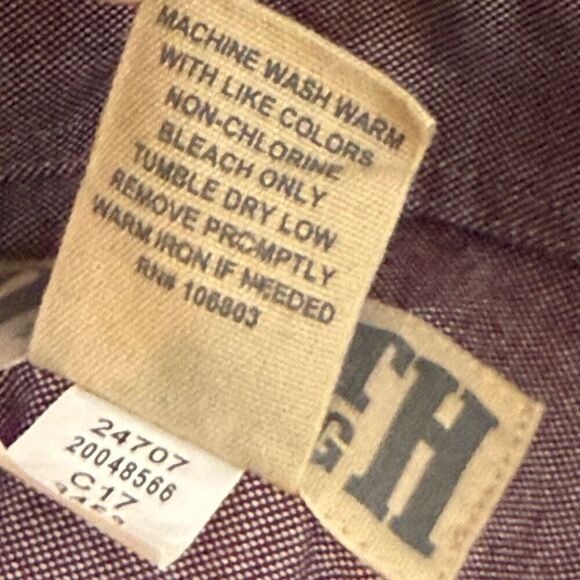 MACHINE WASH WARM
WITH LIKE COLORS
NON-CHLORINE
BLEACH ONLY
TUMBLE DRY LOW
REMOVE PROMPTLY
WARM IRON IF NEEDED
RN# 106803
TH
G
24707
20048566
C17